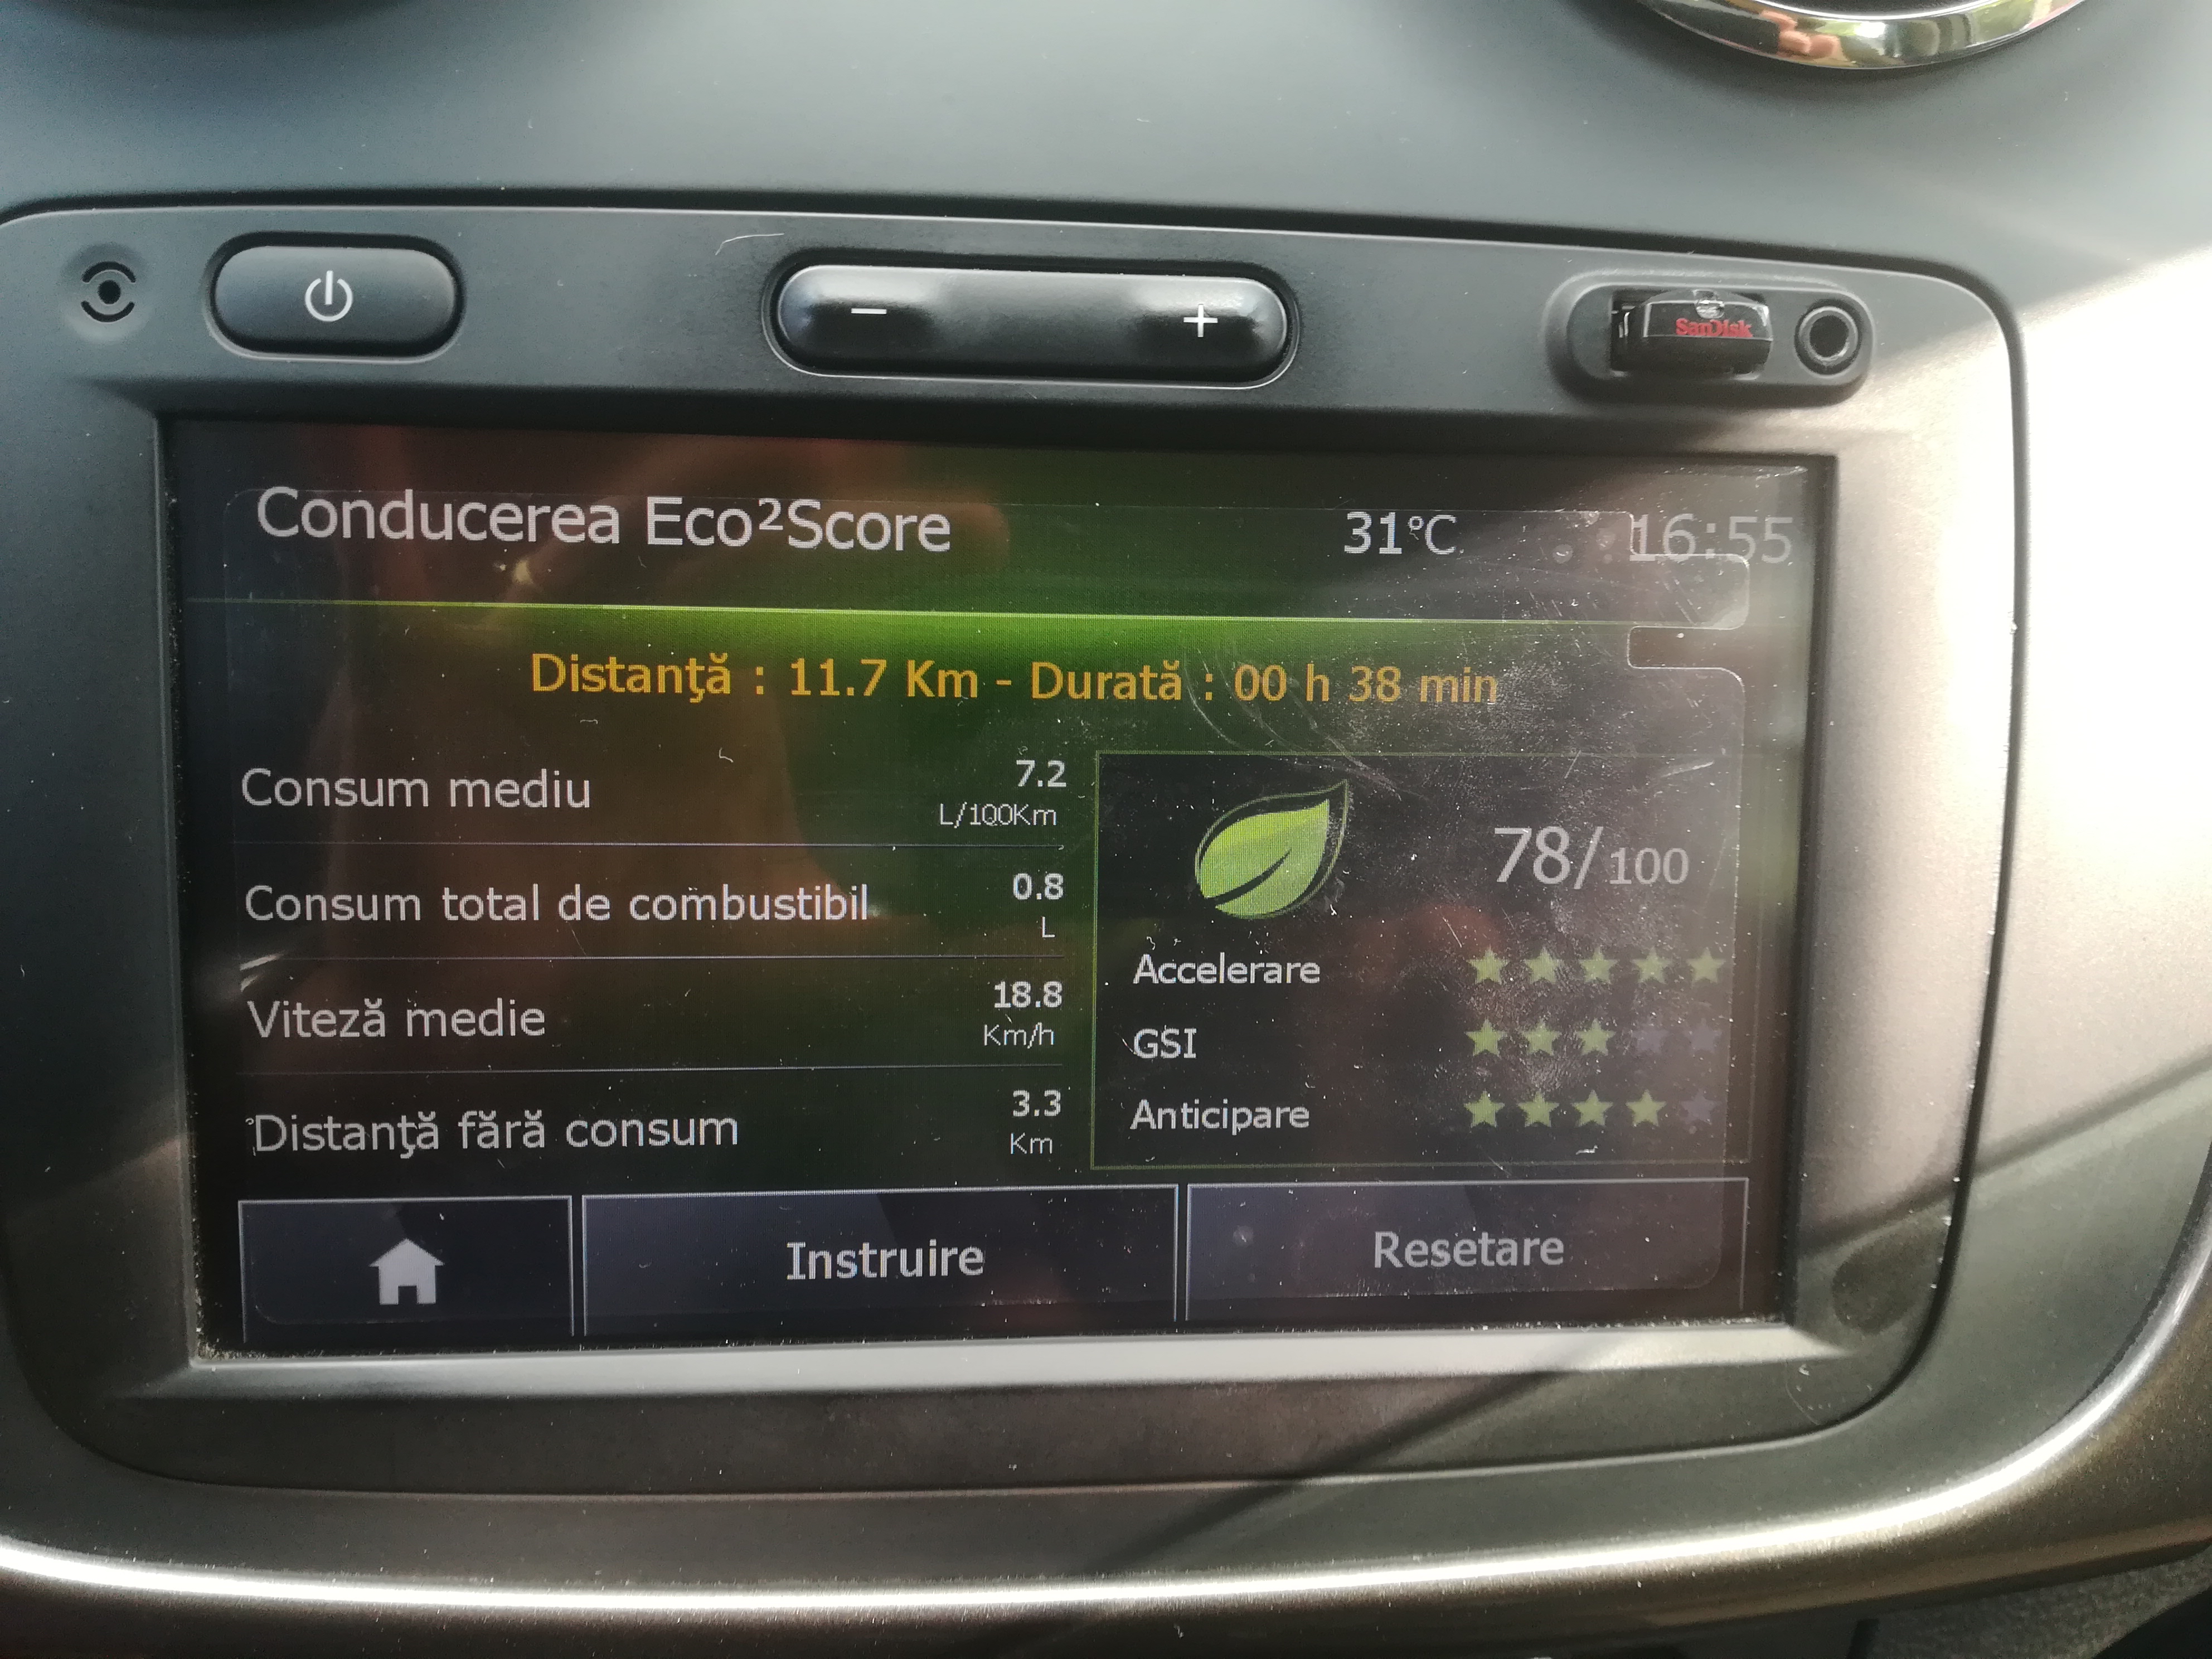 SanDisk
Conducerea Eco²Score 31°C 16:55
Distanţă : 11.7 Km - Durată : 00 h 38 min
Consum mediu 7.2
L/100Km
Consum total de combustibil 0.8
L
Viteză medie 18.8
Km/h
Distanţă fără consum 3.3
Km
78/100
Accelerare
GSI
Anticipare
Instruire
Resetare